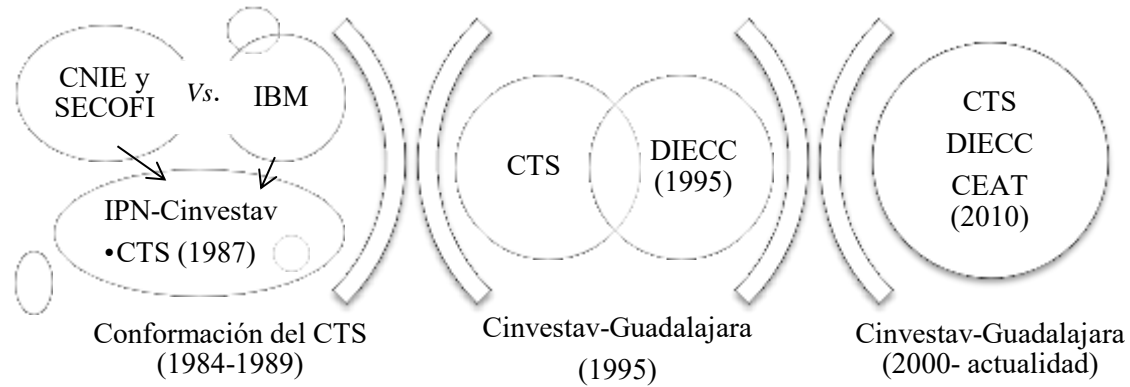 CNIE y
SECOFI
Vs.
IBM
IPN-Cinvestav
•CTS (1987)
Conformación del CTS
(1984-1989)
CTS
DIECC
(1995)
Cinvestav-Guadalajara
(1995)
CTS
DIECC
CEAT
(2010)
Cinvestav-Guadalajara
(2000- actualidad)